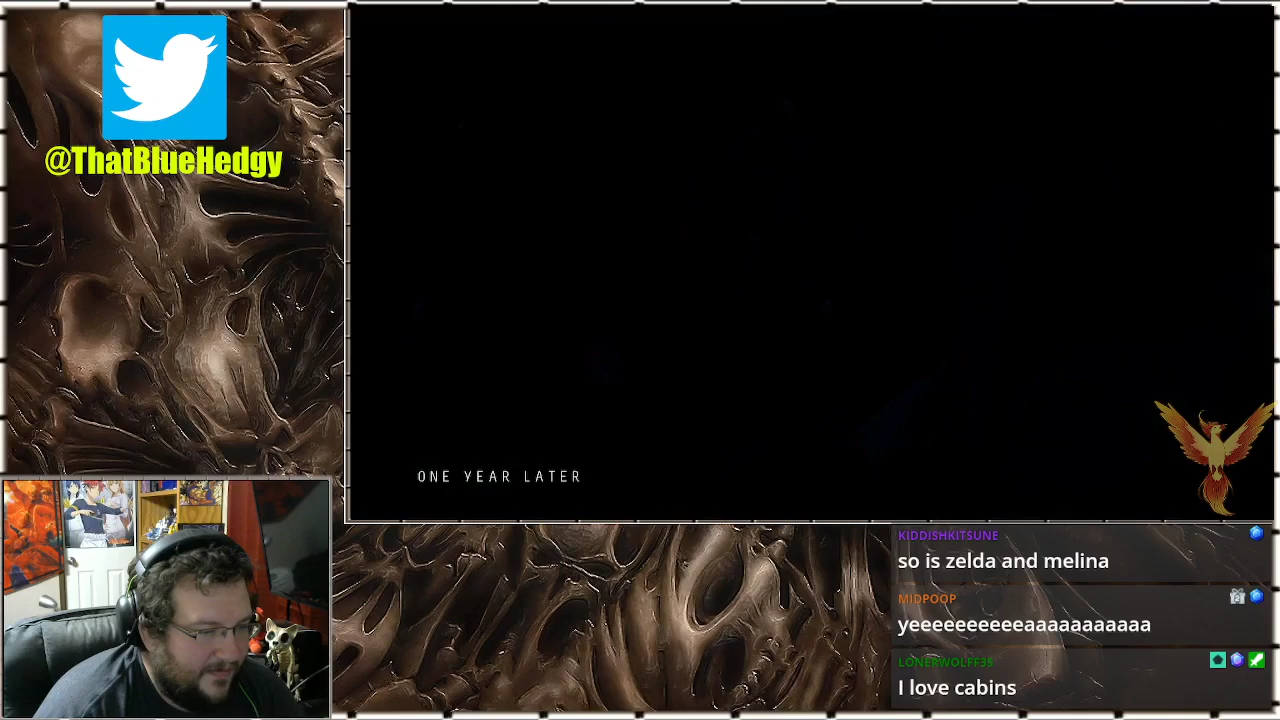 @ThatBlueHedgy
ONE YEAR LATER
KIDDISHKITSUNE
so is zelda and melina
MIDPOOP
yeeeeeeeeeeaaaaaaaaaaa
LONERWOLFF35
I love cabins